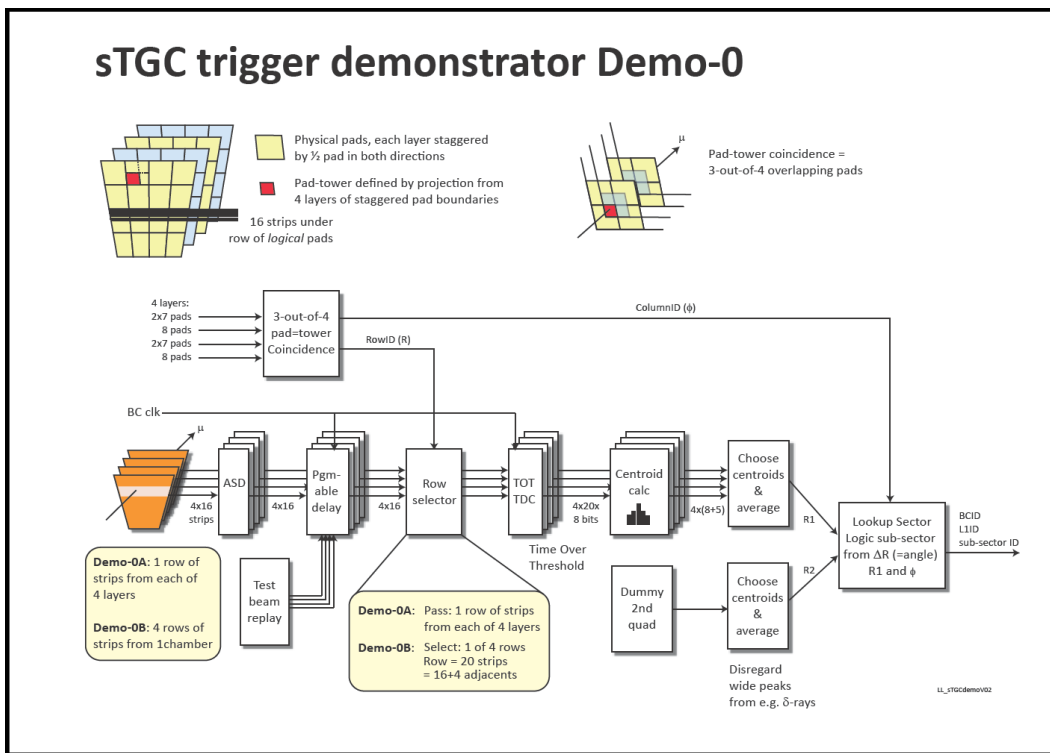 sTGC trigger demonstrator Demo-0
Physical pads, each layer staggered
by ½ pad in both directions
Pad-tower defined by projection from
4 layers of staggered pad boundaries
16 strips under
row of logical pads
μ
Pad-tower coincidence =
3-out-of-4 overlapping pads
4 layers:
2x7 pads
8 pads
2x7 pads
8 pads
3-out-of-4
pad=tower
Coincidence
ColumnID (ϕ)
RowID (R)
BC clk
μ
4x16
strips
ASD
4x16
Pgm-
able
delay
4x16
Row
selector
TOT
TDC
4x20x
8 bits
Time Over
Threshold
Centroid
calc
4x(8+5)
Choose
centroids
&
average
R1
Lookup Sector
Logic sub-sector
from ΔR (=angle)
R1 and ϕ
BCID
L1ID
sub-sector ID
Demo-0A: 1 row of
strips from each of
4 layers
Demo-0B: 4 rows of
strips from 1chamber
Test
beam
replay
Demo-0A: Pass: 1 row of strips
from each of 4 layers
Demo-0B: Select: 1 of 4 rows
Row = 20 strips
= 16+4 adjacents
Dummy
2nd
quad
Choose
centroids
&
average
R2
Disregard
wide peaks
from e.g. δ-rays
LL_sTGCdemoV02